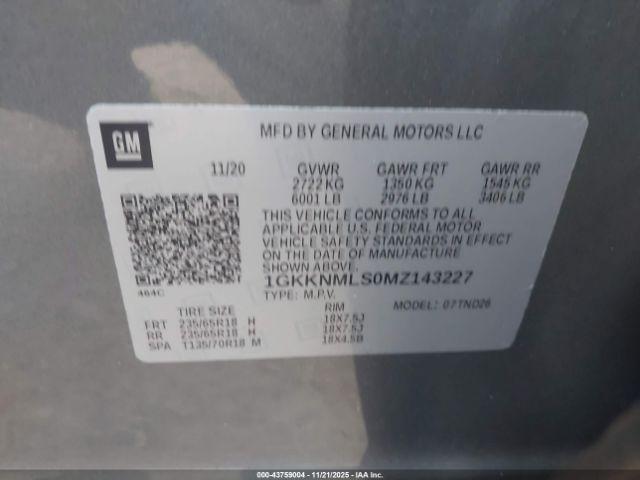 GM
MFD BY GENERAL MOTORS LLC
11/20 GVWR GAWR FRT GAWR RR
2722 KG 1350 KG 1545 KG
6001 LB 2976 LB 3406 LB
THIS VEHICLE CONFORMS TO ALL
APPLICABLE U.S. FEDERAL MOTOR
VEHICLE SAFETY STANDARDS IN EFFECT
ON THE DATE OF MANUFACTURE
SHOWN ABOVE.
464C
1GKKNMLS0MZ143227
TYPE: M.P.V. MODEL: 07TND26
TIRE SIZE RIM
FRT 235/65R18 H 18X7.5J
RR 235/65R18 H 18X7.5J
SPA T135/70R18 M 18X4.5B
000-43759004 - 11/21/2025 - IAA Inc.